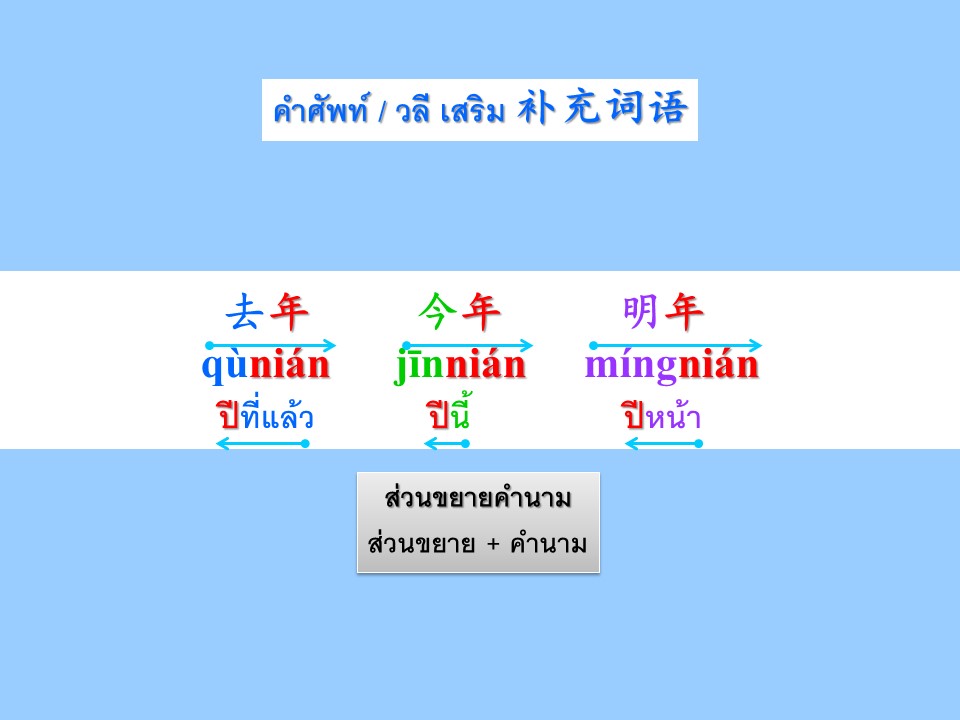 คำศัพท์ / วลี เสริม 补充词语
去年 今年 明年
qùnián jīnnián míngnián
ปีที่แล้ว ปีนี้ ปีหน้า
ส่วนขยายคำนาม
ส่วนขยาย + คำนาม